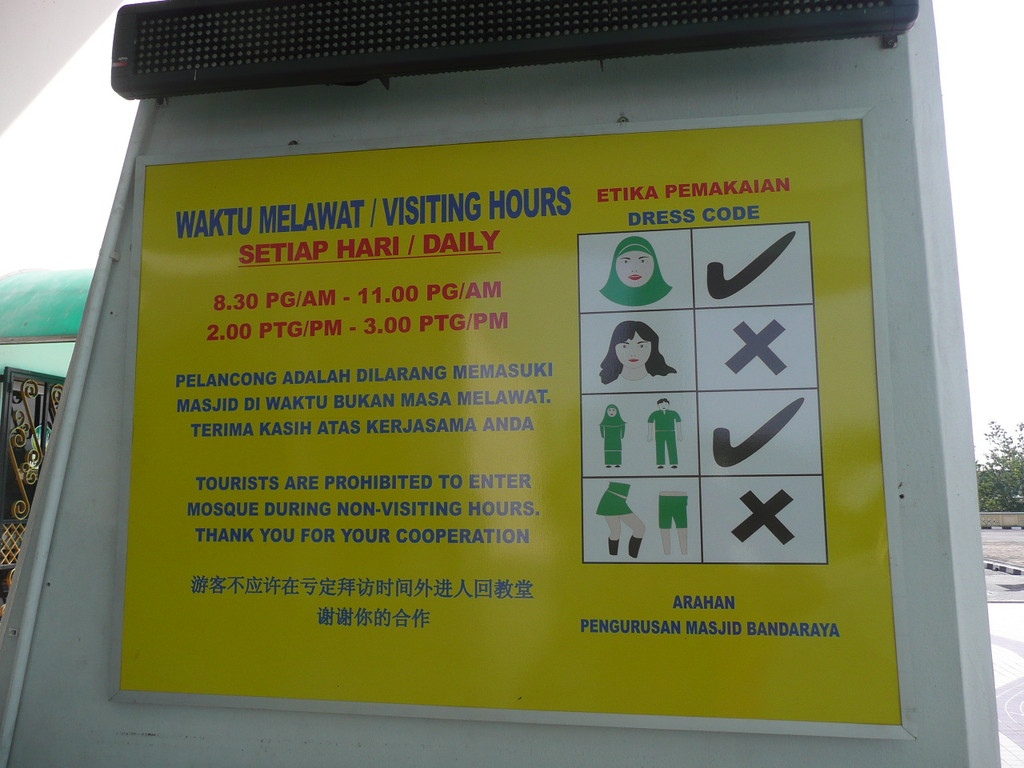 WAKTU MELAWAT / VISITING HOURS
SETIAP HARI / DAILY
8.30 PG/AM - 11.00 PG/AM
2.00 PTG/PM - 3.00 PTG/PM
PELANCONG ADALAH DILARANG MEMASUKI
MASJID DI WAKTU BUKAN MASA MELAWAT.
TERIMA KASIH ATAS KERJASAMA ANDA
TOURISTS ARE PROHIBITED TO ENTER
MOSQUE DURING NON-VISITING HOURS.
THANK YOU FOR YOUR COOPERATION
游客不应许在亏定拜访时间外进人回教堂
谢谢你的合作
ETIKA PEMAKAIAN
DRESS CODE
ARAHAN
PENGURUSAN MASJID BANDARAYA